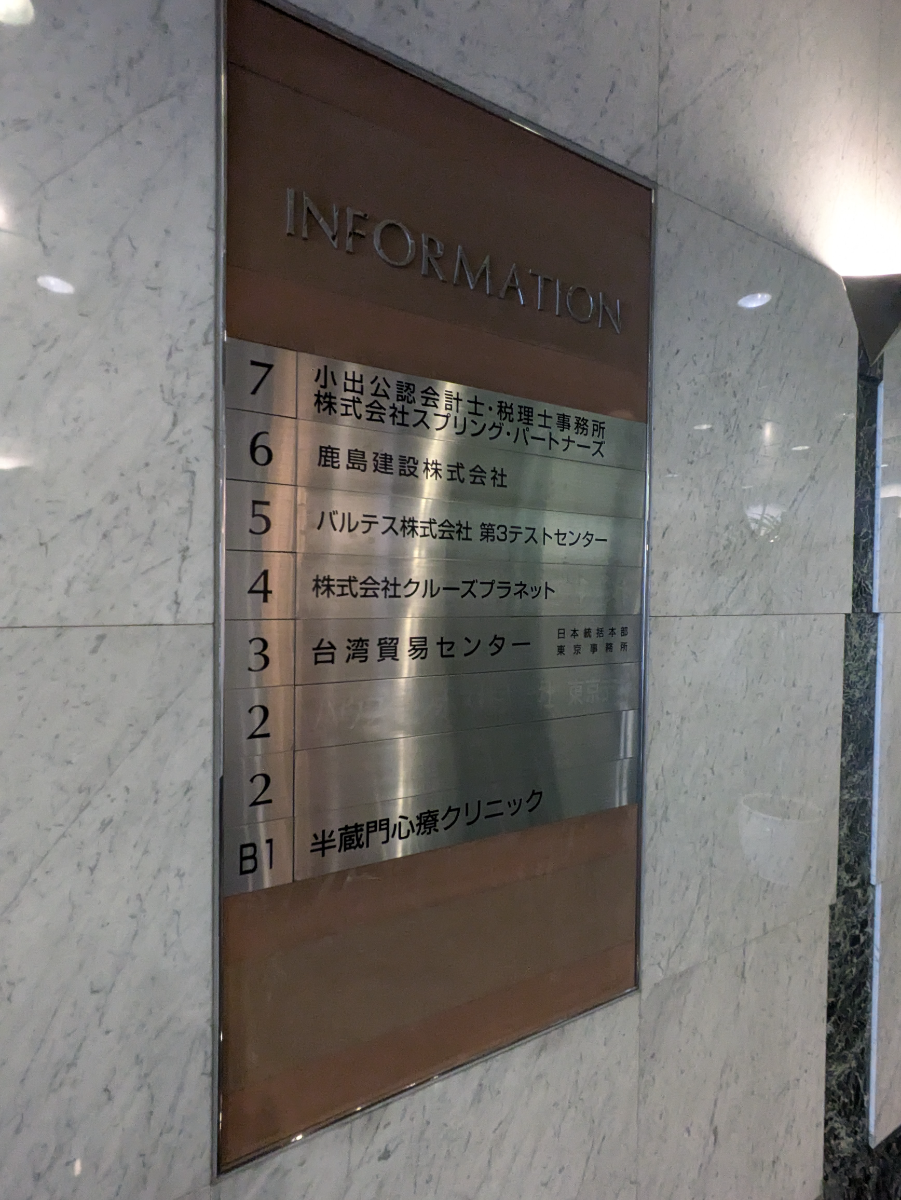 INFORMATION
7 小出公認会計士・税理士事務所
株式会社スプリング・パートナーズ
6 鹿島建設株式会社
5 バルテス株式会社 第3テストセンター
4 株式会社クルーズプラネット
3 台湾貿易センター 日本統括本部
東京事務所
2
2
B1 半蔵門心療クリニック